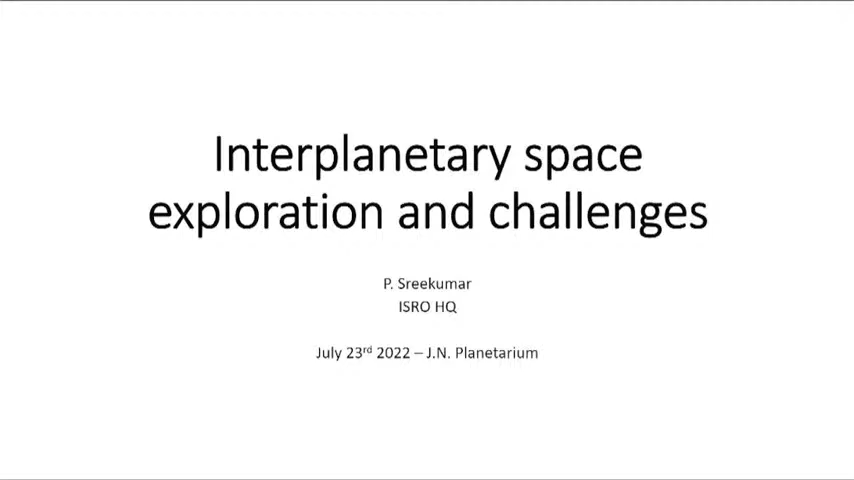 Interplanetary space
exploration and challenges
P. Sreekumar
ISRO HQ
July 23rd 2022 – J.N. Planetarium